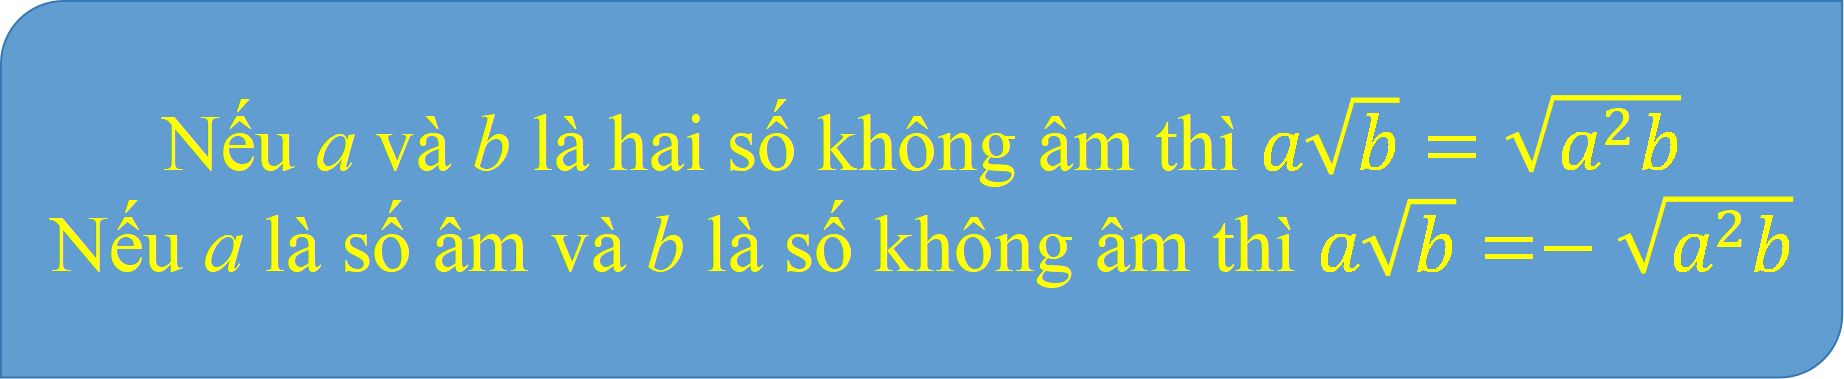 Nếu a và b là hai số không âm thì a√b = √(a²b)
Nếu a là số âm và b là số không âm thì a√b =− √(a²b)